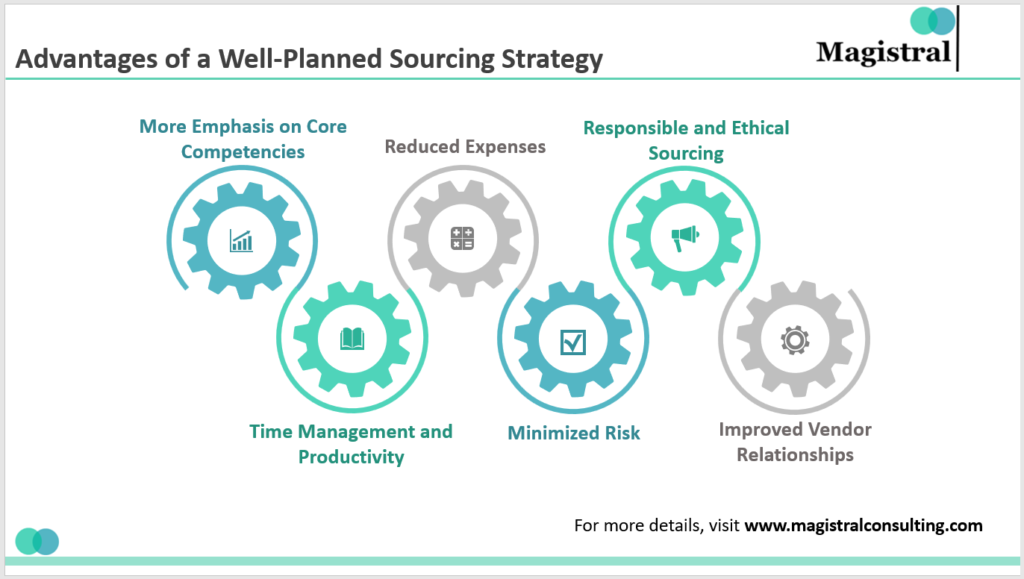 Advantages of a Well-Planned Sourcing Strategy
Magistral
More Emphasis on Core
Competencies
Reduced Expenses
Responsible and Ethical
Sourcing
Time Management and
Productivity
Minimized Risk
Improved Vendor
Relationships
For more details, visit www.magistralconsulting.com